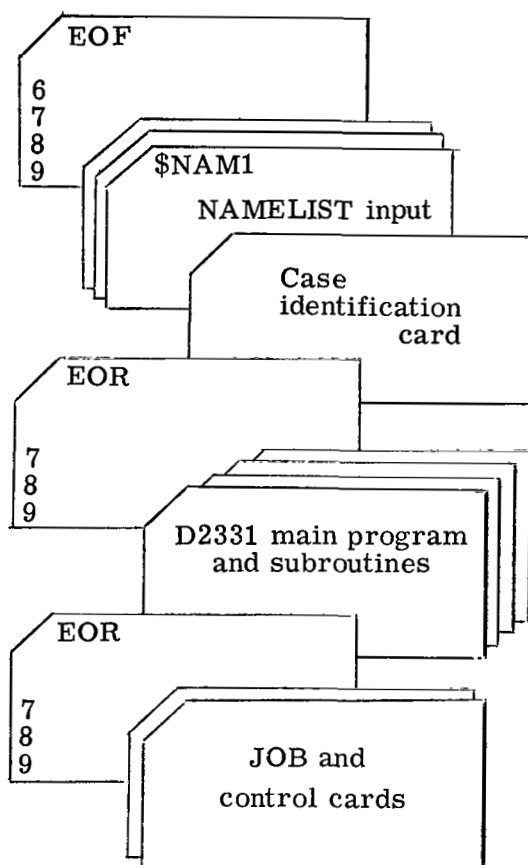 EOF
6
7
8
9
$NAM1
NAMELIST input
Case
identification
card
EOR
7
8
9
D2331 main program
and subroutines
EOR
7
8
9
JOB and
control cards